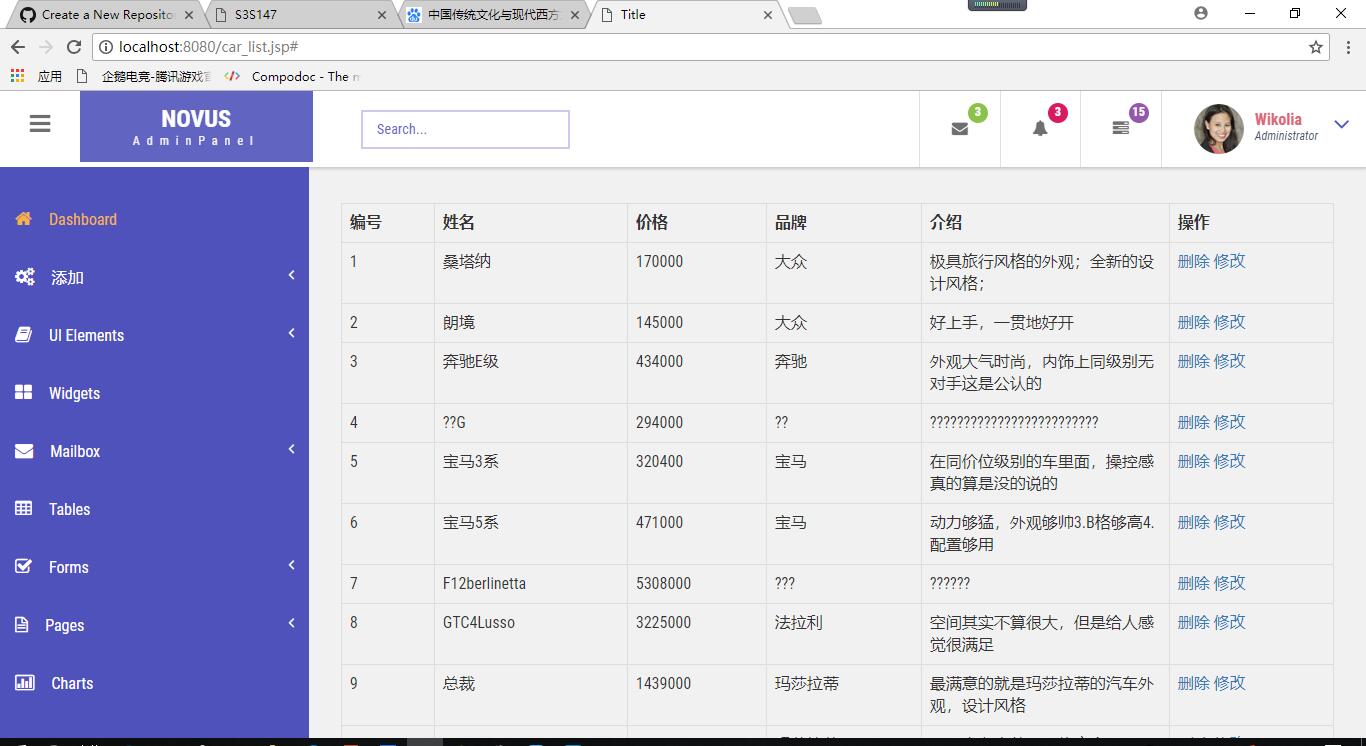 Create a New Reposito
S3S147
中国传统文化与现代西方
Title
localhost:8080/car_list.jsp#
应用
企鹅电竞-腾讯游戏官
Compodoc - The m
NOVUS
AdminPanel
Search...
3
3
15
Wikolia
Administrator
Dashboard
添加
UI Elements
Widgets
Mailbox
Tables
Forms
Pages
Charts
编号 姓名 价格 品牌 介绍 操作
1 桑塔纳 170000 大众 极具旅行风格的外观；全新的设
计风格；
删除 修改
2 朗境 145000 大众 好上手，一贯地好开 删除 修改
3 奔驰E级 434000 奔驰 外观大气时尚，内饰上同级别无
对手这是公认的
删除 修改
4 ??G 294000 ?? ????????????????????????? 删除 修改
5 宝马3系 320400 宝马 在同价位级别的车里面，操控感
真的算是没的说的
删除 修改
6 宝马5系 471000 宝马 动力够猛，外观够帅3.B格够高4.
配置够用
删除 修改
7 F12berlinetta 5308000 ??? ?????? 删除 修改
8 GTC4Lusso 3225000 法拉利 空间其实不算很大，但是给人感
觉很满足
删除 修改
9 总裁 1439000 玛莎拉蒂 最满意的就是玛莎拉蒂的汽车外
观，设计风格
删除 修改